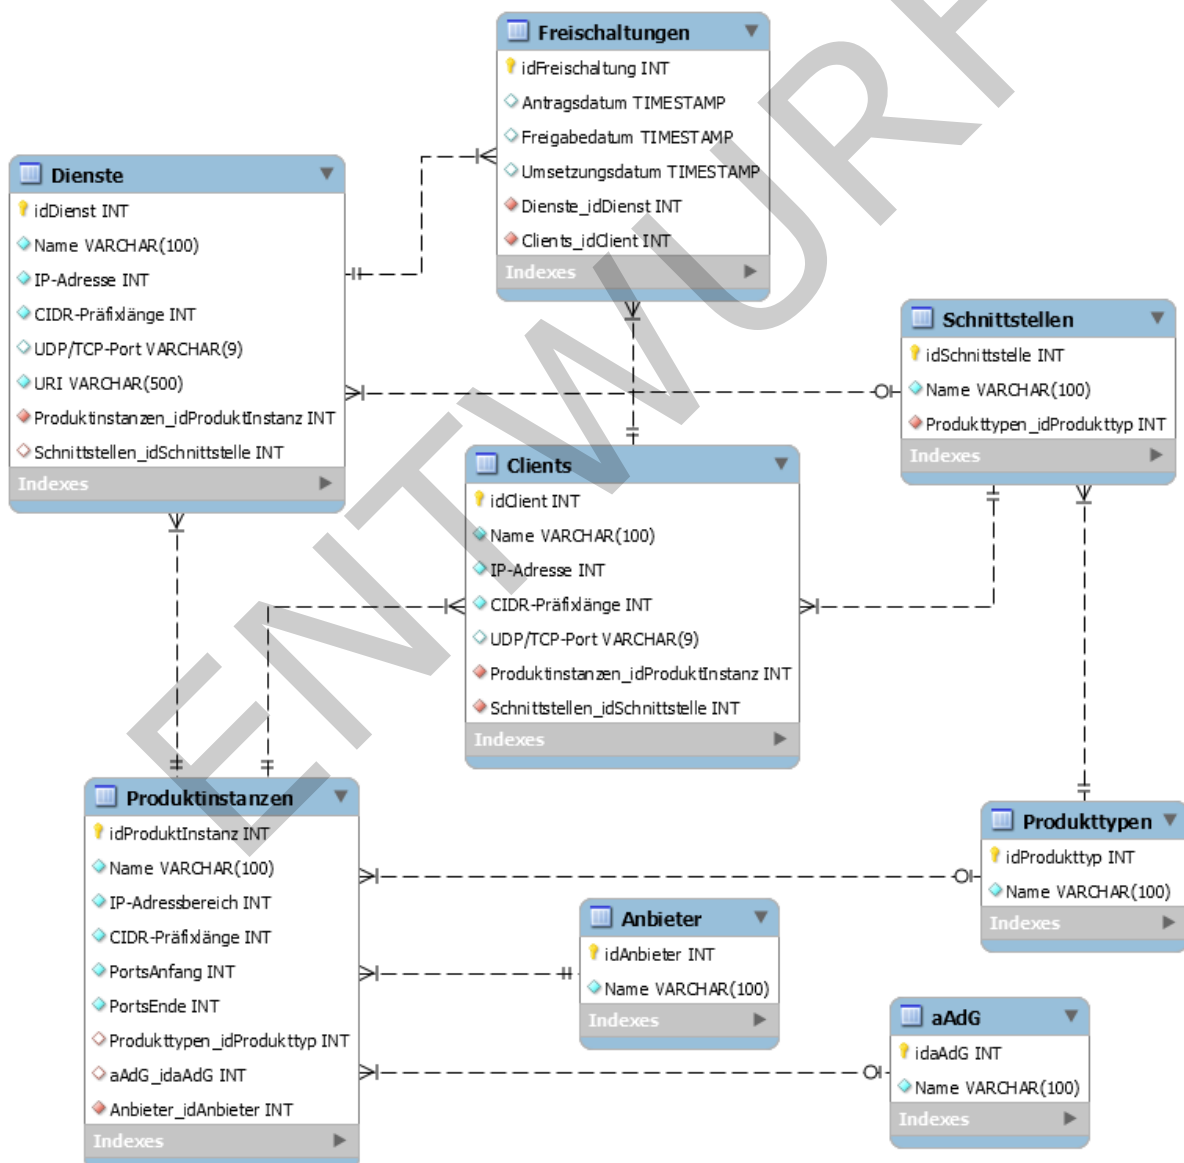 Freischaltungen
idFreischaltung INT
Antragsdatum TIMESTAMP
Freigabedatum TIMESTAMP
Umsetzungsdatum TIMESTAMP
Dienste_idDienst INT
Clients_idClient INT
Indexes
Dienste
idDienst INT
Name VARCHAR(100)
IP-Adresse INT
CIDR-Präfixlänge INT
UDP/TCP-Port VARCHAR(9)
URI VARCHAR(500)
Produktinstanzen_idProduktInstanz INT
Schnittstellen_idSchnittstelle INT
Indexes
Schnittstellen
idSchnittstelle INT
Name VARCHAR(100)
Produkttypen_idProdukttyp INT
Indexes
Clients
idClient INT
Name VARCHAR(100)
IP-Adresse INT
CIDR-Präfixlänge INT
UDP/TCP-Port VARCHAR(9)
Produktinstanzen_idProduktInstanz INT
Schnittstellen_idSchnittstelle INT
Indexes
Produktinstanzen
idProduktInstanz INT
Name VARCHAR(100)
IP-Adressbereich INT
CIDR-Präfixlänge INT
PortsAnfang INT
PortsEnde INT
Produkttypen_idProdukttyp INT
aAdG_idaAdG INT
Anbieter_idAnbieter INT
Indexes
Produkttypen
idProdukttyp INT
Name VARCHAR(100)
Indexes
Anbieter
idAnbieter INT
Name VARCHAR(100)
Indexes
aAdG
idaAdG INT
Name VARCHAR(100)
Indexes
ENTWURF